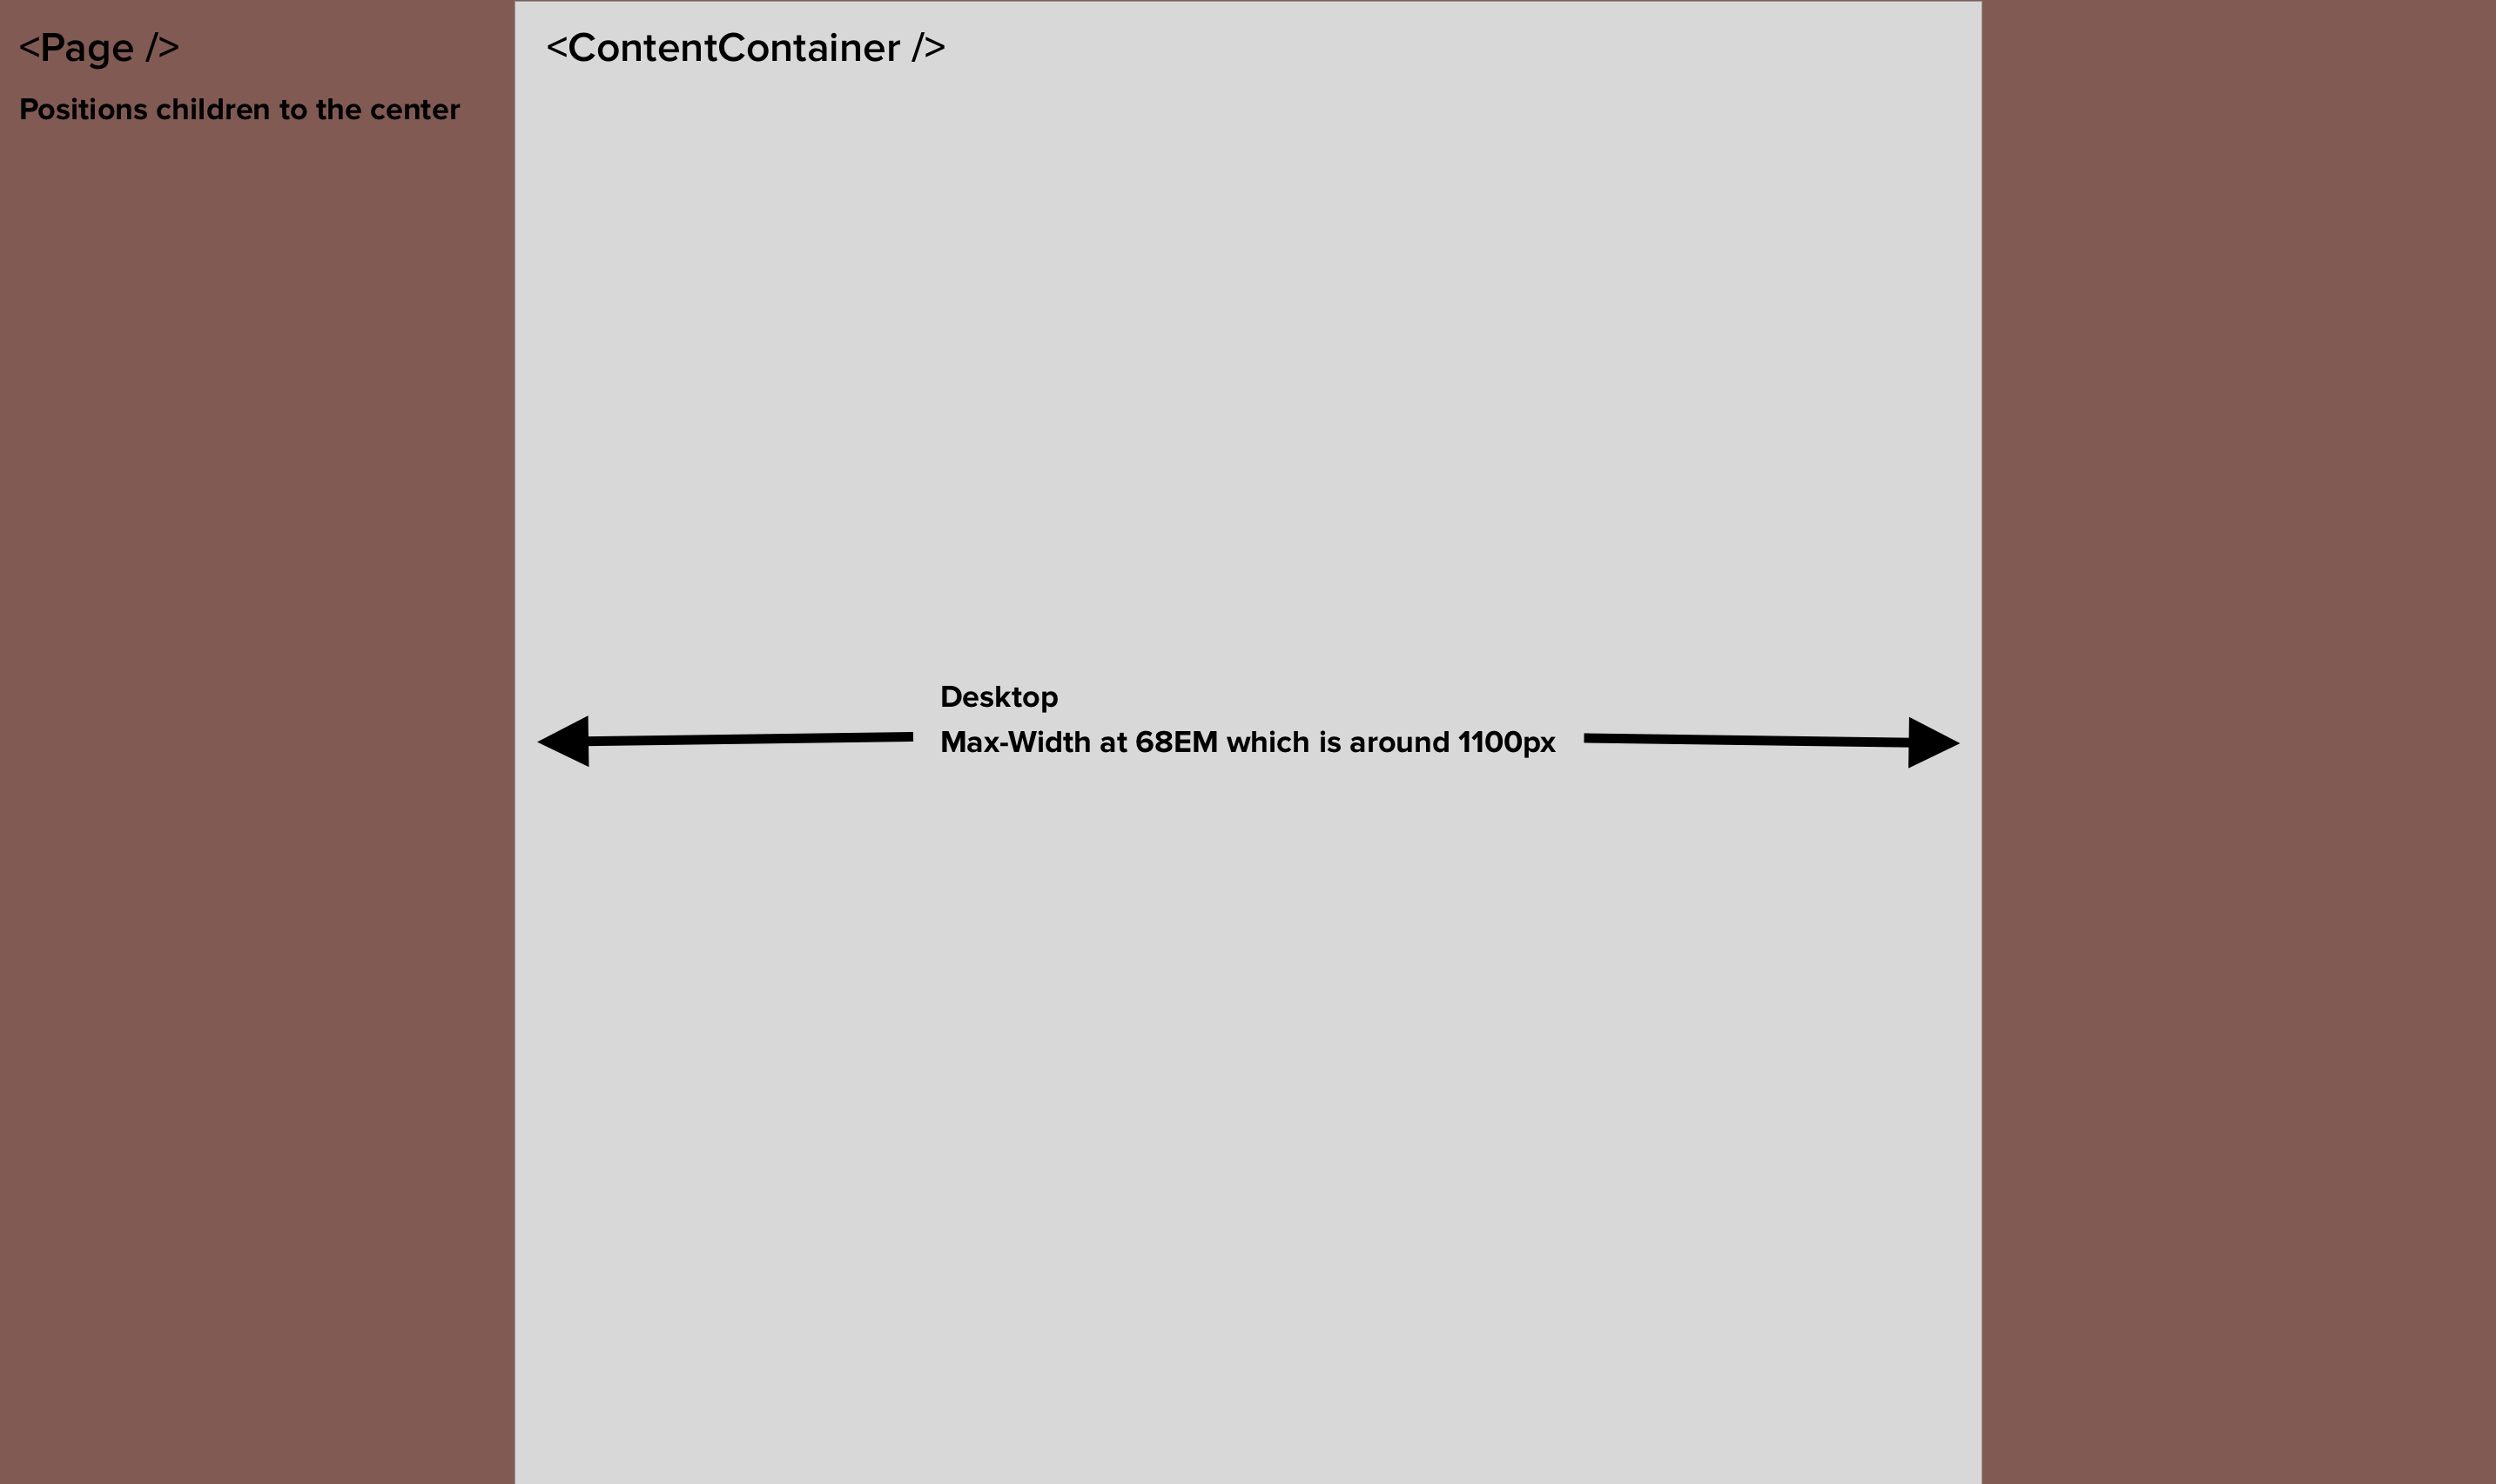 <Page />
Positions children to the center
<ContentContainer />
Desktop
Max-Width at 68EM which is around 1100px